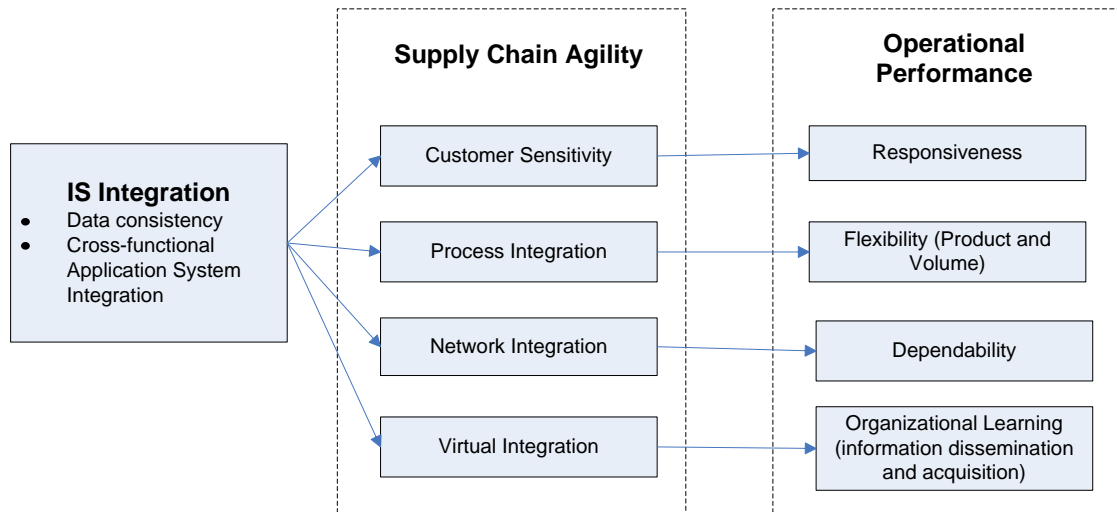 Supply Chain Agility
Operational
Performance
IS Integration
● Data consistency
● Cross-functional
Application System
Integration
Customer Sensitivity
Process Integration
Network Integration
Virtual Integration
Responsiveness
Flexibility (Product and
Volume)
Dependability
Organizational Learning
(information dissemination
and acquisition)